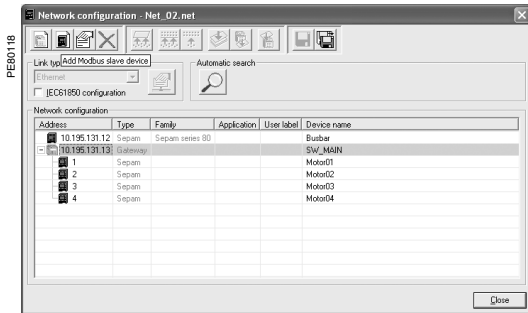 PE80118
Network configuration - Net_02.net
Add Modbus slave device
Link typ
Automatic search
Ethernet
IEC61850 configuration
Network configuration
Address Type Family Application User label Device name
10.195.131.12 Sepam Sepam series 80 Busbar
10.195.131.13 Gateway SW_MAIN
1 Sepam Motor01
2 Sepam Motor02
3 Sepam Motor03
4 Sepam Motor04
Close